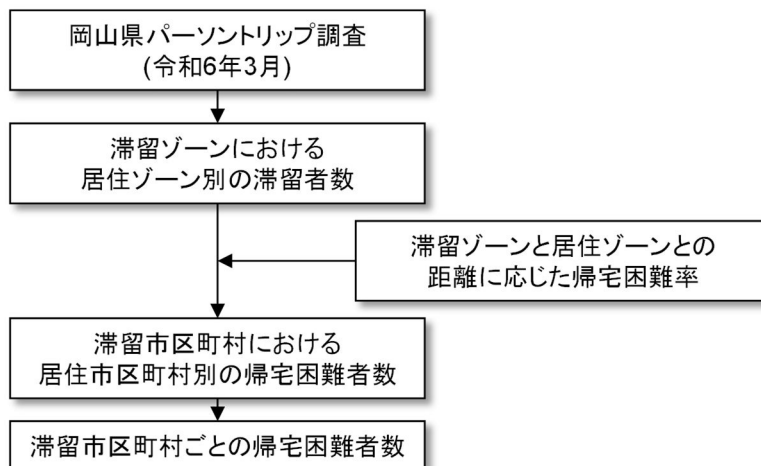 岡山県パーソントリップ調査
(令和6年3月)
滞留ゾーンにおける
居住ゾーン別の滞留者数
滞留ゾーンと居住ゾーンとの
距離に応じた帰宅困難率
滞留市区町村における
居住市区町村別の帰宅困難者数
滞留市区町村ごとの帰宅困難者数